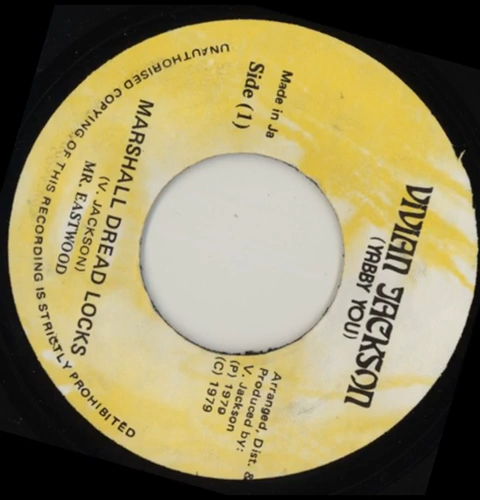 VIVIAN JACKSON
(YABBY YOU)
Made in Ja
Side (1)
Arranged, Dist. &
Produced by:
V. Jackson
(P) 1979
(C) 1979
MARSHALL DREAD LOCKS
(V. JACKSON)
MR. EASTWOOD
UNAUTHORISED COPYING OF THIS RECORDING IS STRICTLY PROHIBITED